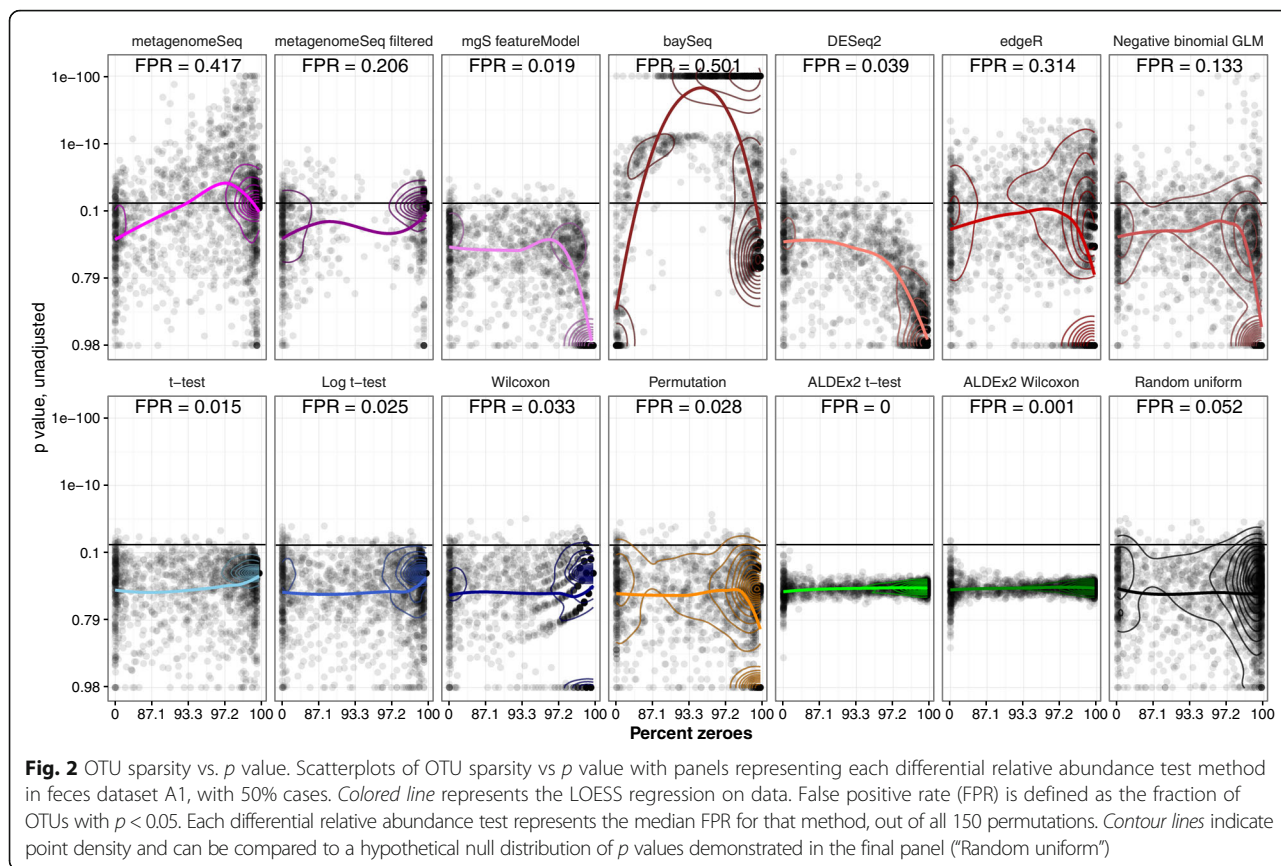 metagenomeSeq metagenomeSeq filtered mgS featureModel baySeq DESeq2 edgeR Negative binomial GLM
FPR = 0.417 FPR = 0.206 FPR = 0.019 FPR = 0.501 FPR = 0.039 FPR = 0.314 FPR = 0.133
1e−100
1e−10
0.1
0.79
0.98
p value, unadjusted
t−test Log t−test Wilcoxon Permutation ALDEx2 t−test ALDEx2 Wilcoxon Random uniform
FPR = 0.015 FPR = 0.025 FPR = 0.033 FPR = 0.028 FPR = 0 FPR = 0.001 FPR = 0.052
1e−100
1e−10
0.1
0.79
0.98
0 87.1 93.3 97.2 100 0 87.1 93.3 97.2 100 0 87.1 93.3 97.2 100 0 87.1 93.3 97.2 100 0 87.1 93.3 97.2 100 0 87.1 93.3 97.2 100 0 87.1 93.3 97.2 100
Percent zeroes
Fig. 2 OTU sparsity vs. p value. Scatterplots of OTU sparsity vs p value with panels representing each differential relative abundance test method
in feces dataset A1, with 50% cases. Colored line represents the LOESS regression on data. False positive rate (FPR) is defined as the fraction of
OTUs with p < 0.05. Each differential relative abundance test represents the median FPR for that method, out of all 150 permutations. Contour lines indicate
point density and can be compared to a hypothetical null distribution of p values demonstrated in the final panel (“Random uniform”)